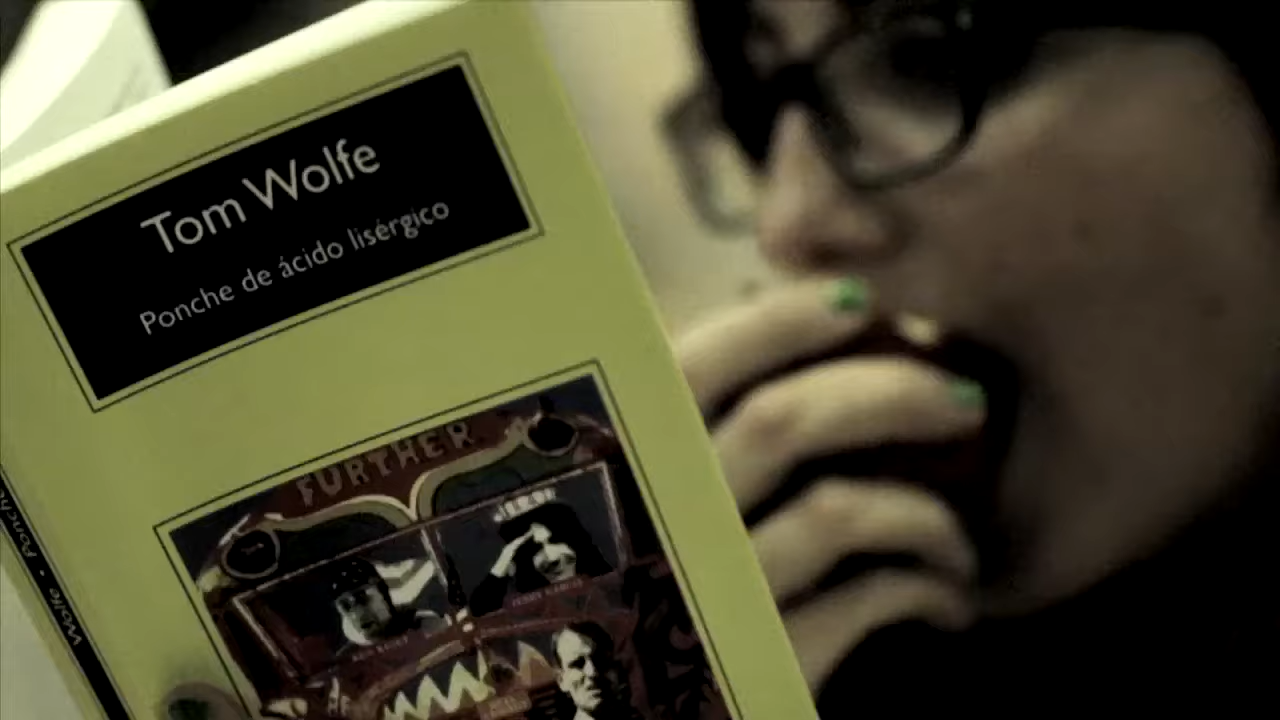 Tom Wolfe
Ponche de ácido lisérgico
FURTHER
Wolfe • Ponche